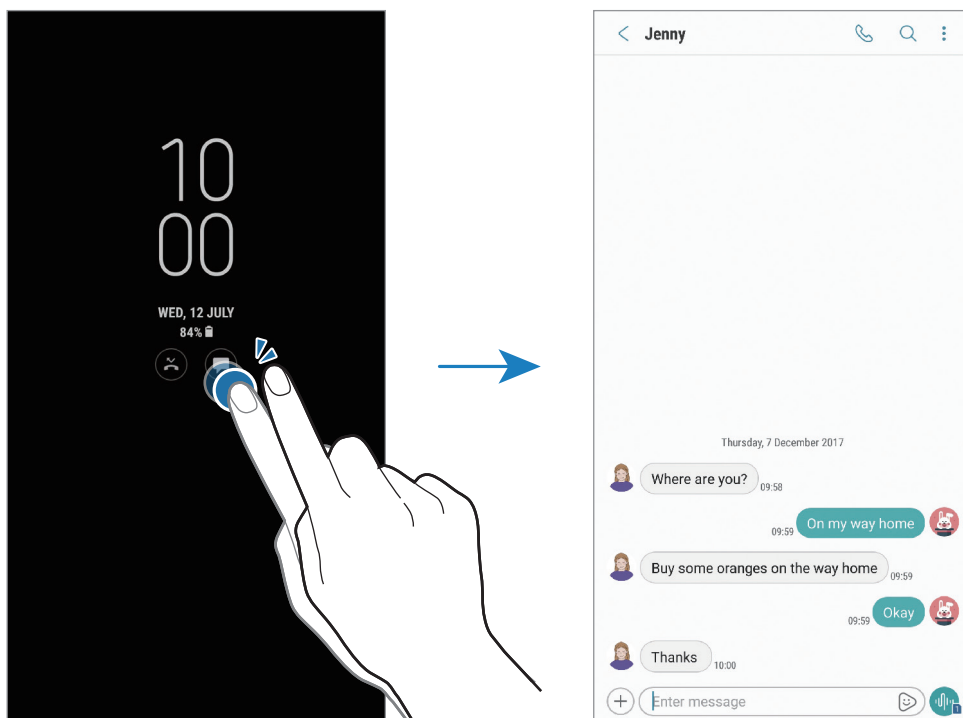 10
00
WED, 12 JULY
84%
Jenny
Thursday, 7 December 2017
Where are you?
09:58
On my way home
09:59
Buy some oranges on the way home
09:59
Okay
09:59
Thanks
10:00
Enter message
1